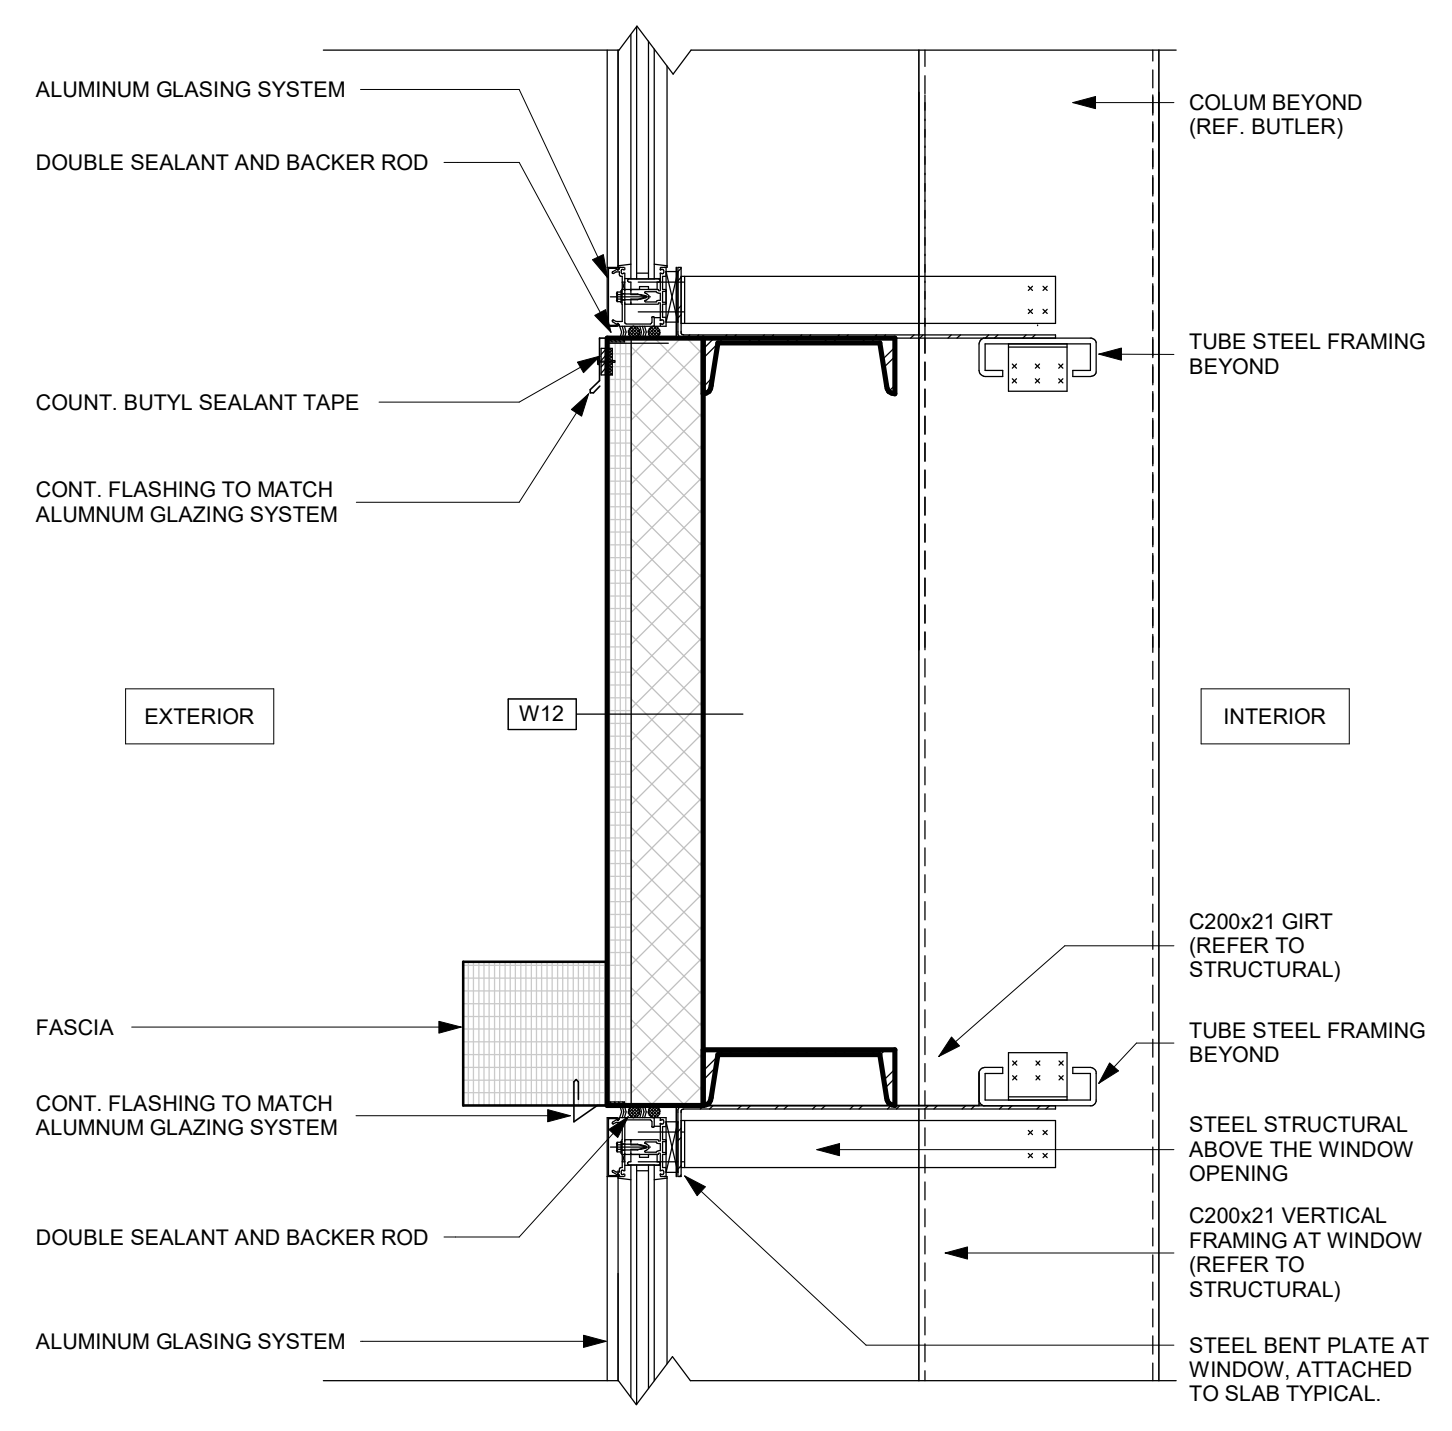 ALUMINUM GLASING SYSTEM
DOUBLE SEALANT AND BACKER ROD
COUNT. BUTYL SEALANT TAPE
CONT. FLASHING TO MATCH
ALUMNUM GLAZING SYSTEM
EXTERIOR
W12
FASCIA
CONT. FLASHING TO MATCH
ALUMNUM GLAZING SYSTEM
DOUBLE SEALANT AND BACKER ROD
ALUMINUM GLASING SYSTEM
COLUM BEYOND
(REF. BUTLER)
TUBE STEEL FRAMING
BEYOND
INTERIOR
C200x21 GIRT
(REFER TO
STRUCTURAL)
TUBE STEEL FRAMING
BEYOND
STEEL STRUCTURAL
ABOVE THE WINDOW
OPENING
C200x21 VERTICAL
FRAMING AT WINDOW
(REFER TO
STRUCTURAL)
STEEL BENT PLATE AT
WINDOW, ATTACHED
TO SLAB TYPICAL.